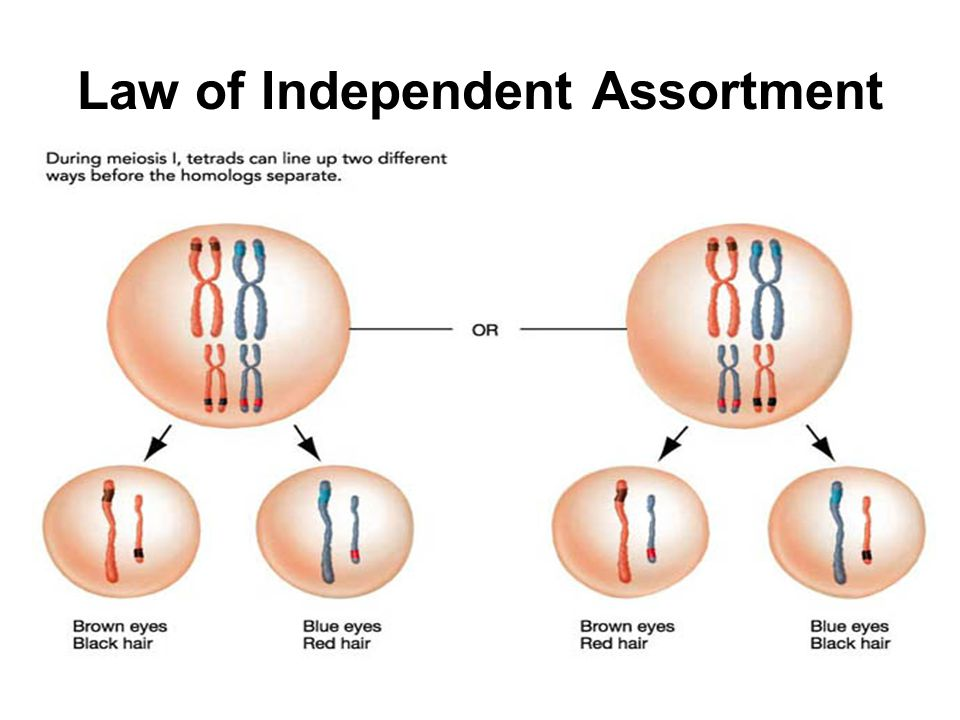 Law of Independent Assortment
During meiosis I, tetrads can line up two different
ways before the homologs separate.
OR
Brown eyes
Black hair
Blue eyes
Red hair
Brown eyes
Red hair
Blue eyes
Black hair